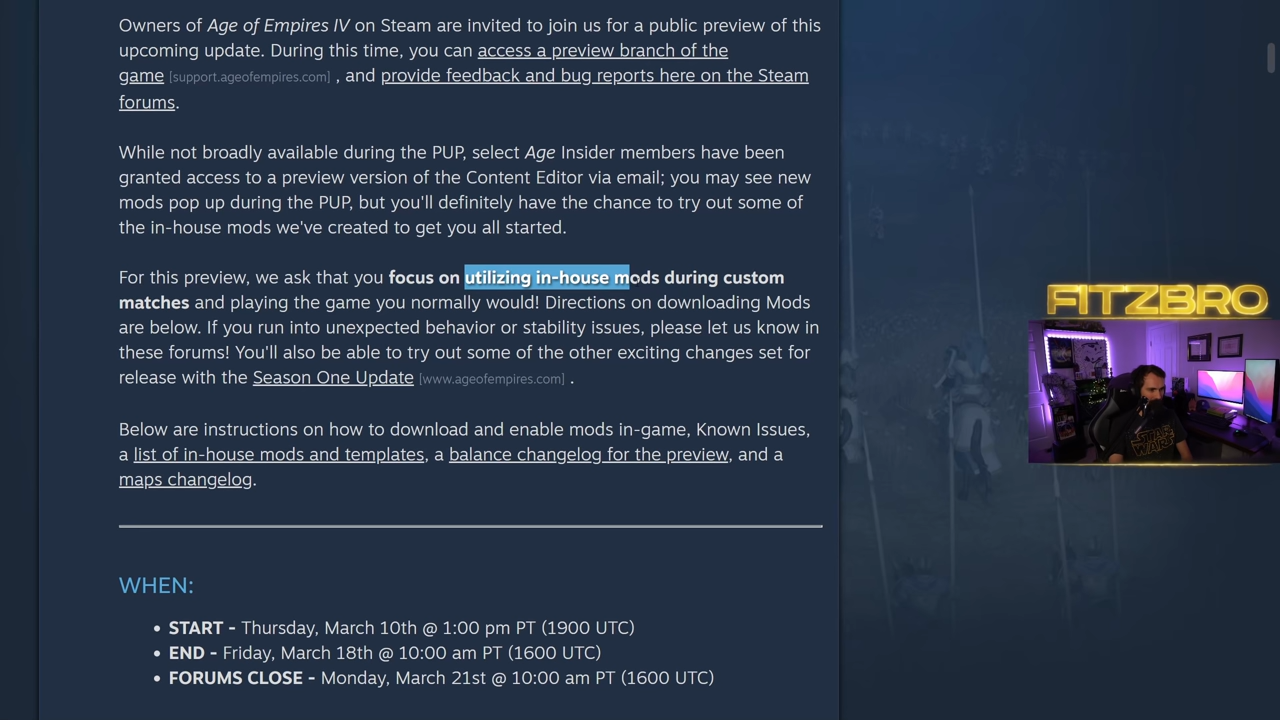 Owners of Age of Empires IV on Steam are invited to join us for a public preview of this
upcoming update. During this time, you can access a preview branch of the
game [support.ageofempires.com] , and provide feedback and bug reports here on the Steam
forums.
While not broadly available during the PUP, select Age Insider members have been
granted access to a preview version of the Content Editor via email; you may see new
mods pop up during the PUP, but you'll definitely have the chance to try out some of
the in-house mods we've created to get you all started.
For this preview, we ask that you focus on utilizing in-house mods during custom
matches and playing the game you normally would! Directions on downloading Mods
are below. If you run into unexpected behavior or stability issues, please let us know in
these forums! You'll also be able to try out some of the other exciting changes set for
release with the Season One Update [www.ageofempires.com] .
Below are instructions on how to download and enable mods in-game, Known Issues,
a list of in-house mods and templates, a balance changelog for the preview, and a
maps changelog.
WHEN:
• START - Thursday, March 10th @ 1:00 pm PT (1900 UTC)
• END - Friday, March 18th @ 10:00 am PT (1600 UTC)
• FORUMS CLOSE - Monday, March 21st @ 10:00 am PT (1600 UTC)
FITZBRO
STAR
WARS